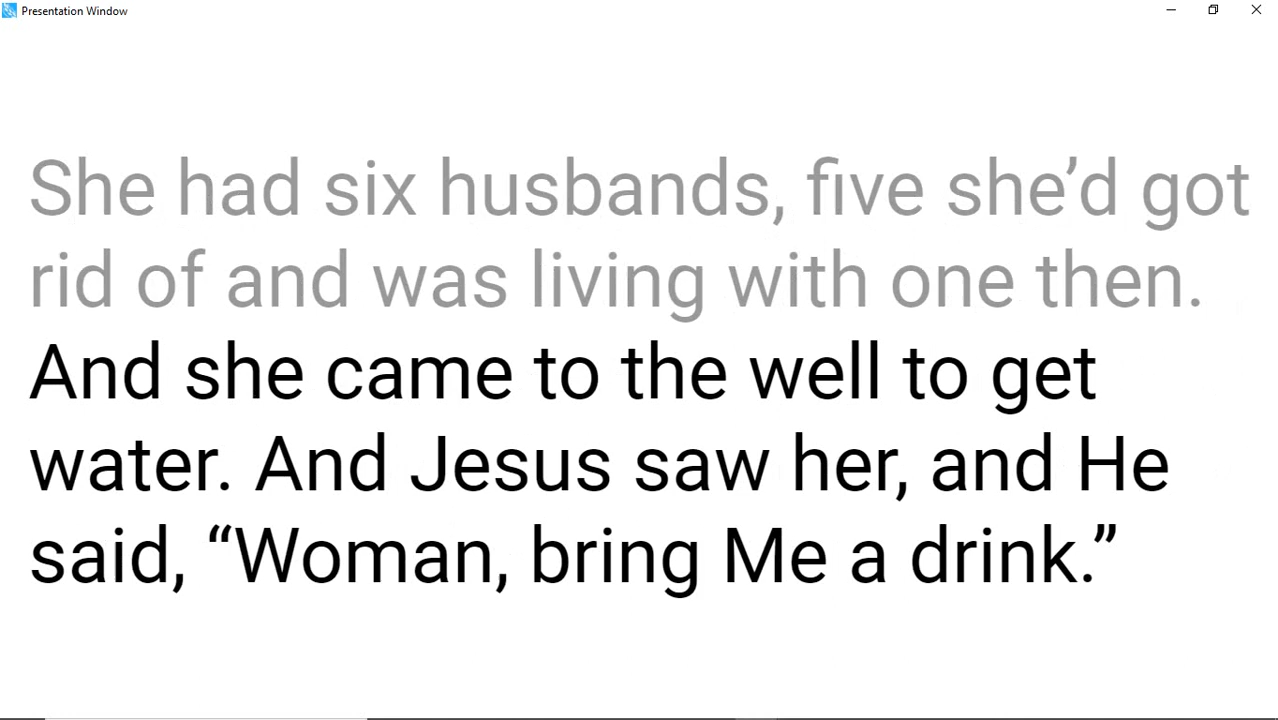 Presentation Window
She had six husbands, five she’d got
rid of and was living with one then.
And she came to the well to get
water. And Jesus saw her, and He
said, “Woman, bring Me a drink.”